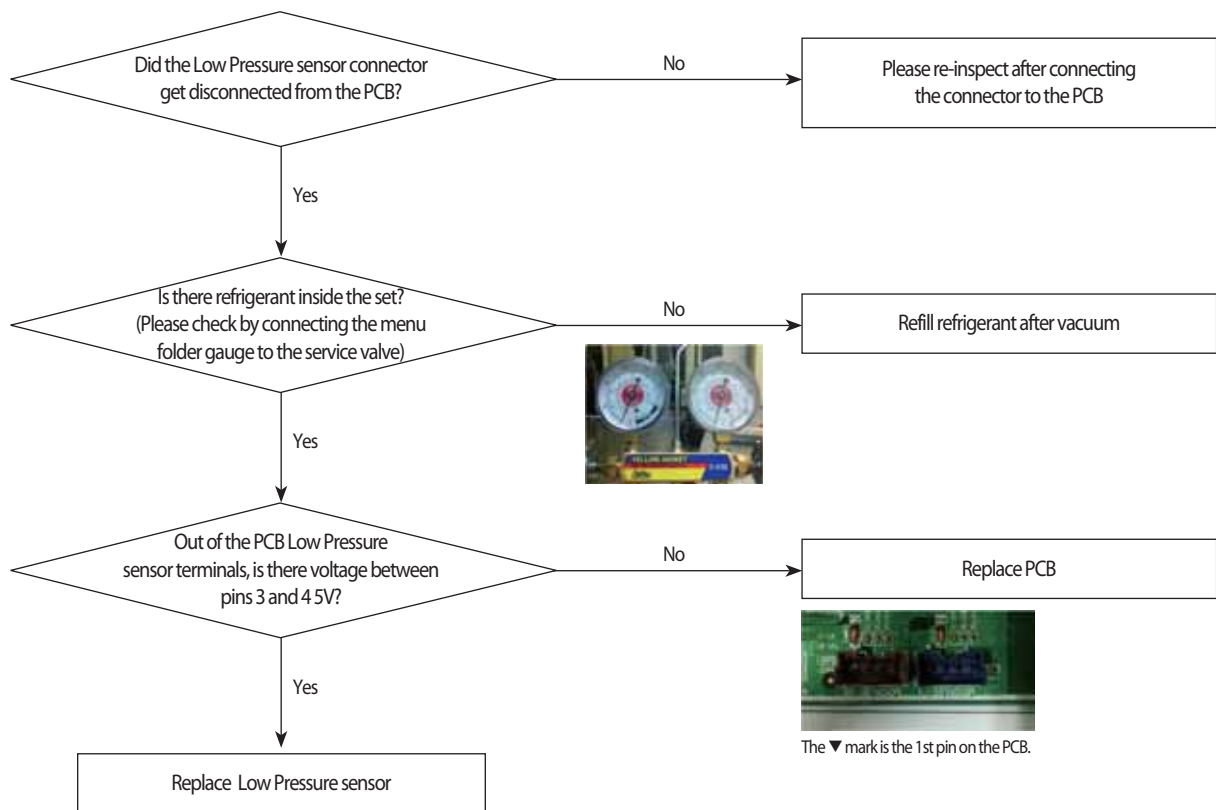 Did the Low Pressure sensor connector
get disconnected from the PCB?
No
Please re-inspect after connecting
the connector to the PCB
Yes
Is there refrigerant inside the set?
(Please check by connecting the menu
folder gauge to the service valve)
No
Refill refrigerant after vacuum
YELLOW JACKET
Yes
Out of the PCB Low Pressure
sensor terminals, is there voltage between
pins 3 and 4 5V?
No
Replace PCB
The ▼ mark is the 1st pin on the PCB.
Yes
Replace Low Pressure sensor